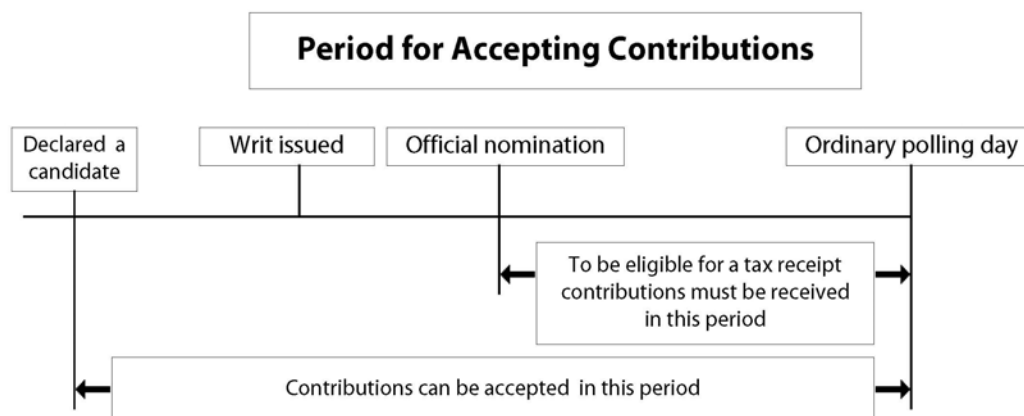 Period for Accepting Contributions
Declared a
candidate
Writ issued
Official nomination
Ordinary polling day
To be eligible for a tax receipt
contributions must be received
in this period
Contributions can be accepted in this period